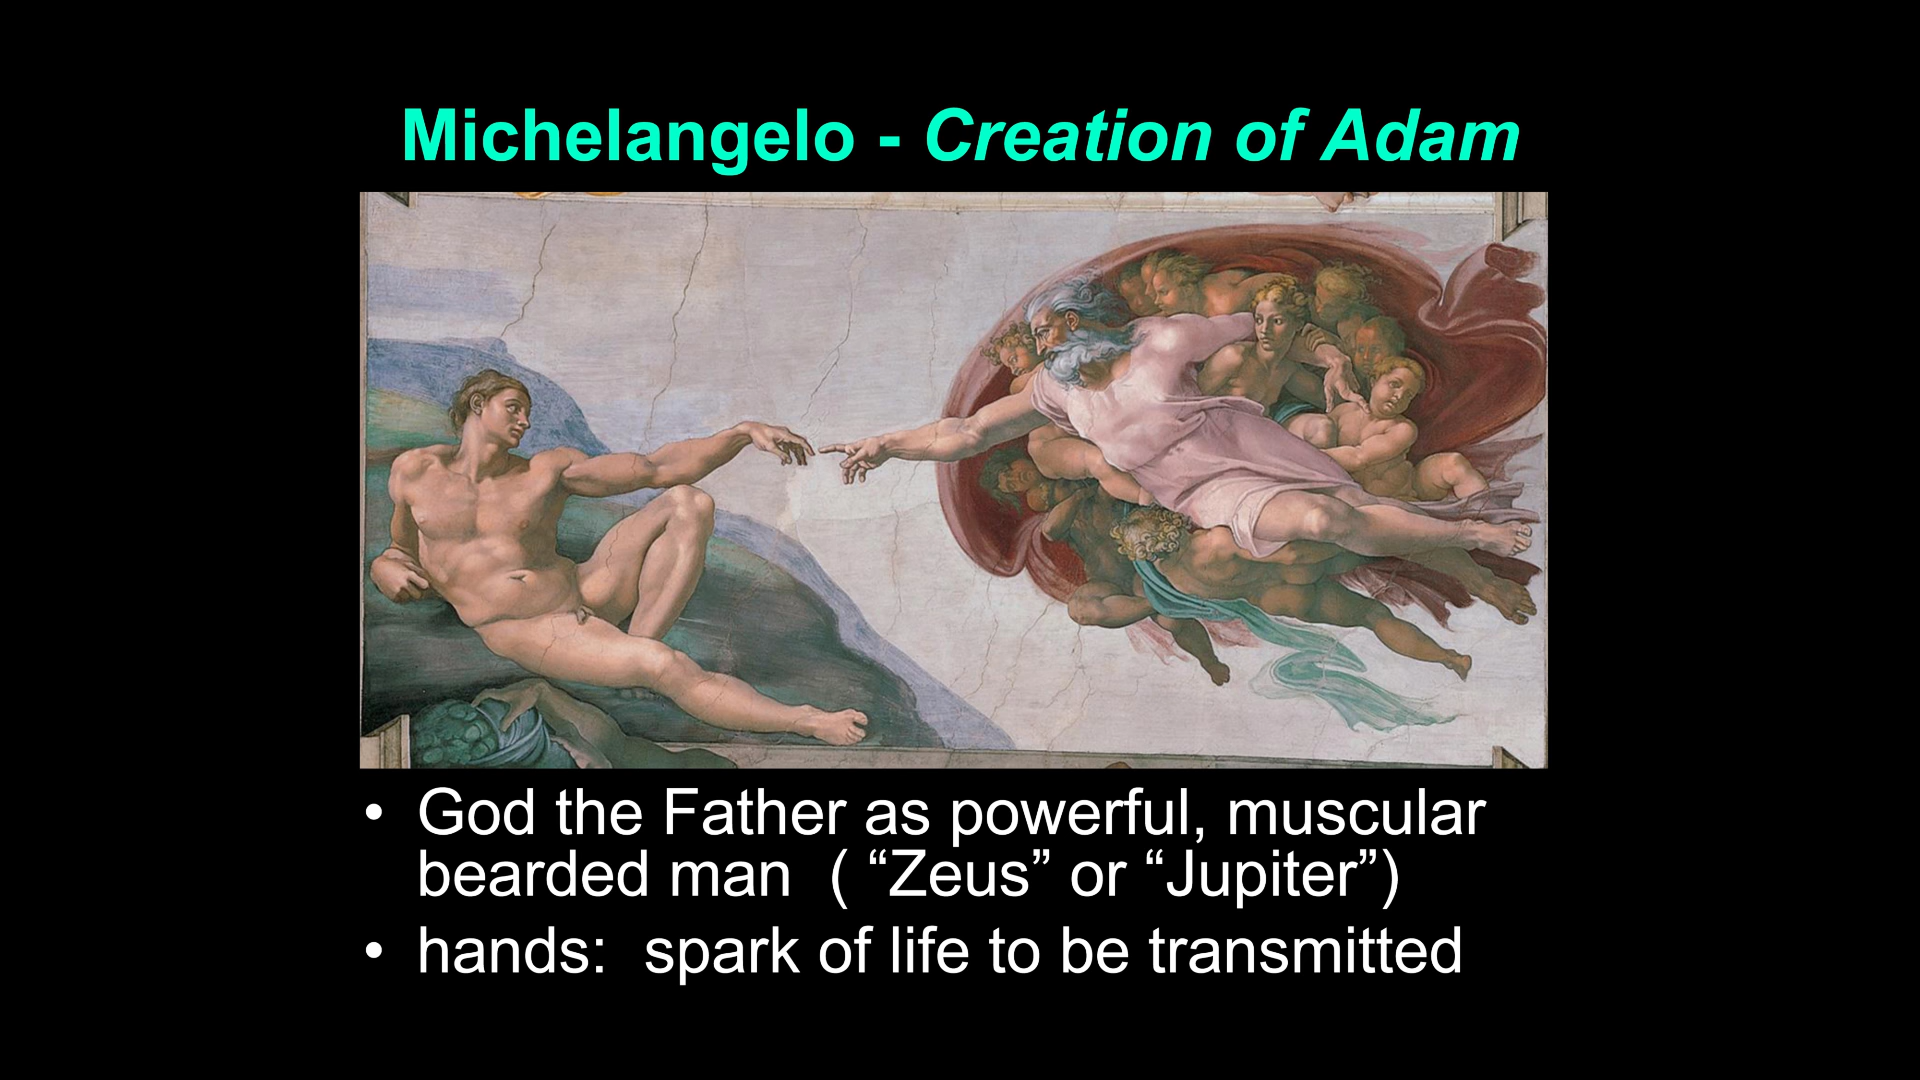 Michelangelo - Creation of Adam
• God the Father as powerful, muscular
bearded man  ( “Zeus” or “Jupiter”)
• hands:  spark of life to be transmitted